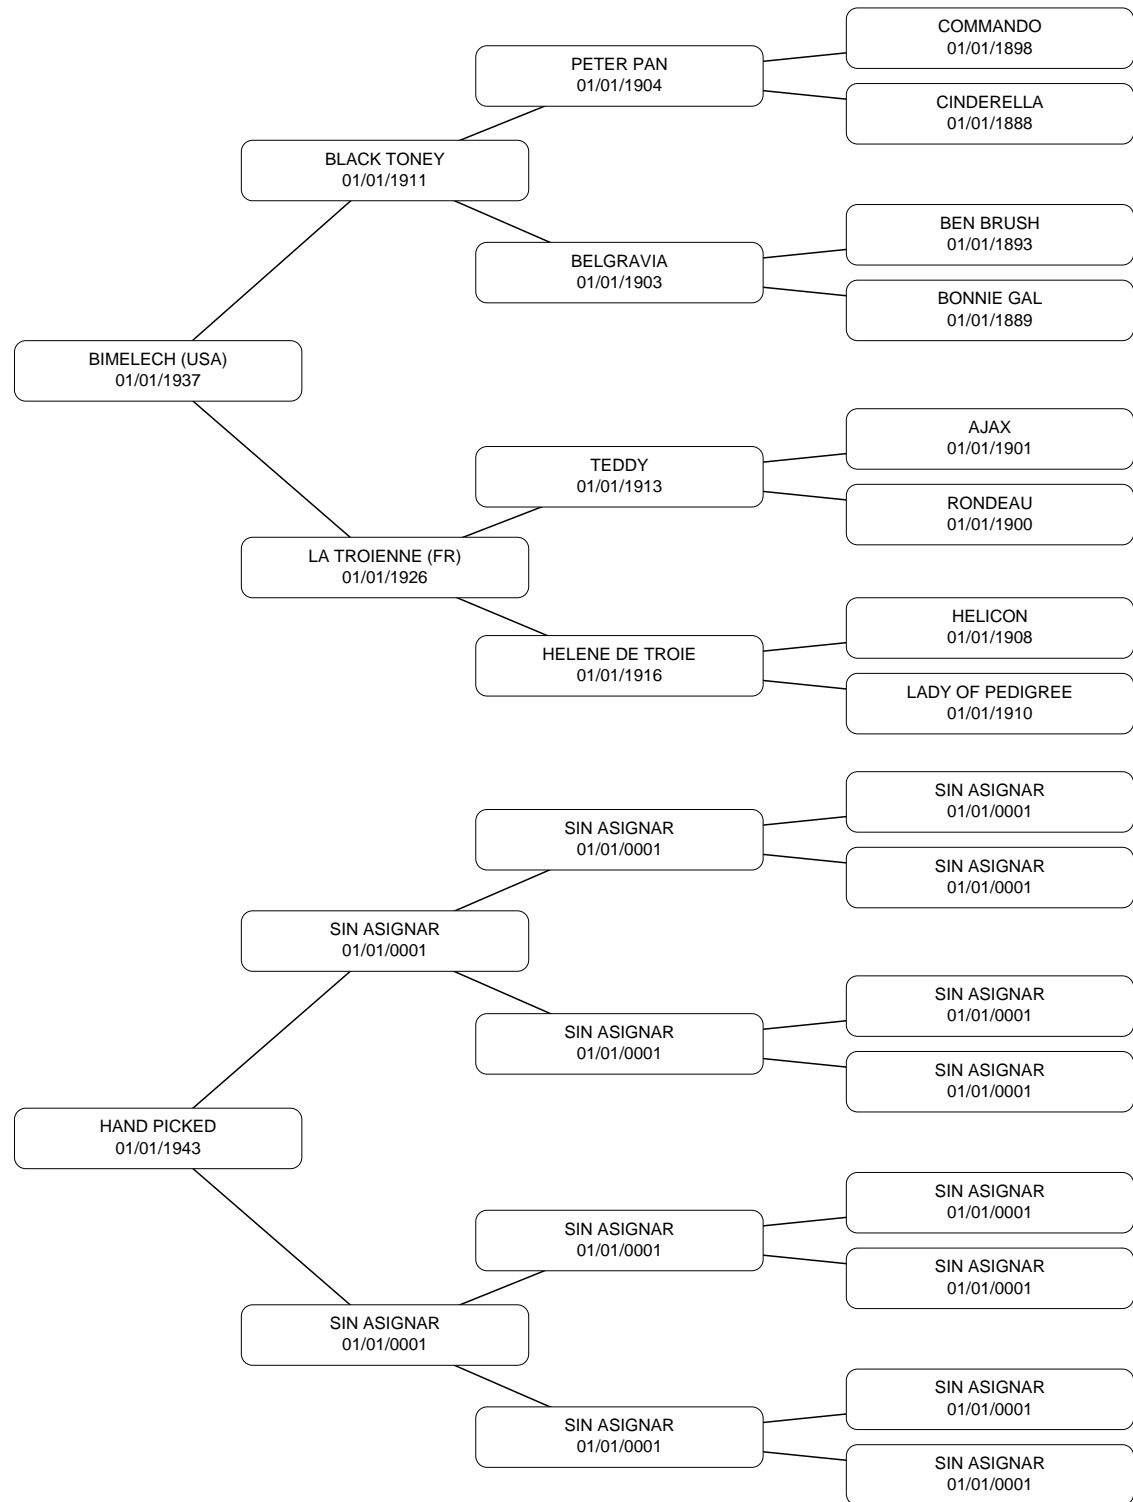 COMMANDO
01/01/1898
PETER PAN
01/01/1904
CINDERELLA
01/01/1888
BLACK TONEY
01/01/1911
BEN BRUSH
01/01/1893
BELGRAVIA
01/01/1903
BONNIE GAL
01/01/1889
BIMELECH (USA)
01/01/1937
AJAX
01/01/1901
TEDDY
01/01/1913
RONDEAU
01/01/1900
LA TROIENNE (FR)
01/01/1926
HELICON
01/01/1908
HELENE DE TROIE
01/01/1916
LADY OF PEDIGREE
01/01/1910
SIN ASIGNAR
01/01/0001
SIN ASIGNAR
01/01/0001
SIN ASIGNAR
01/01/0001
SIN ASIGNAR
01/01/0001
SIN ASIGNAR
01/01/0001
SIN ASIGNAR
01/01/0001
SIN ASIGNAR
01/01/0001
HAND PICKED
01/01/1943
SIN ASIGNAR
01/01/0001
SIN ASIGNAR
01/01/0001
SIN ASIGNAR
01/01/0001
SIN ASIGNAR
01/01/0001
SIN ASIGNAR
01/01/0001
SIN ASIGNAR
01/01/0001
SIN ASIGNAR
01/01/0001